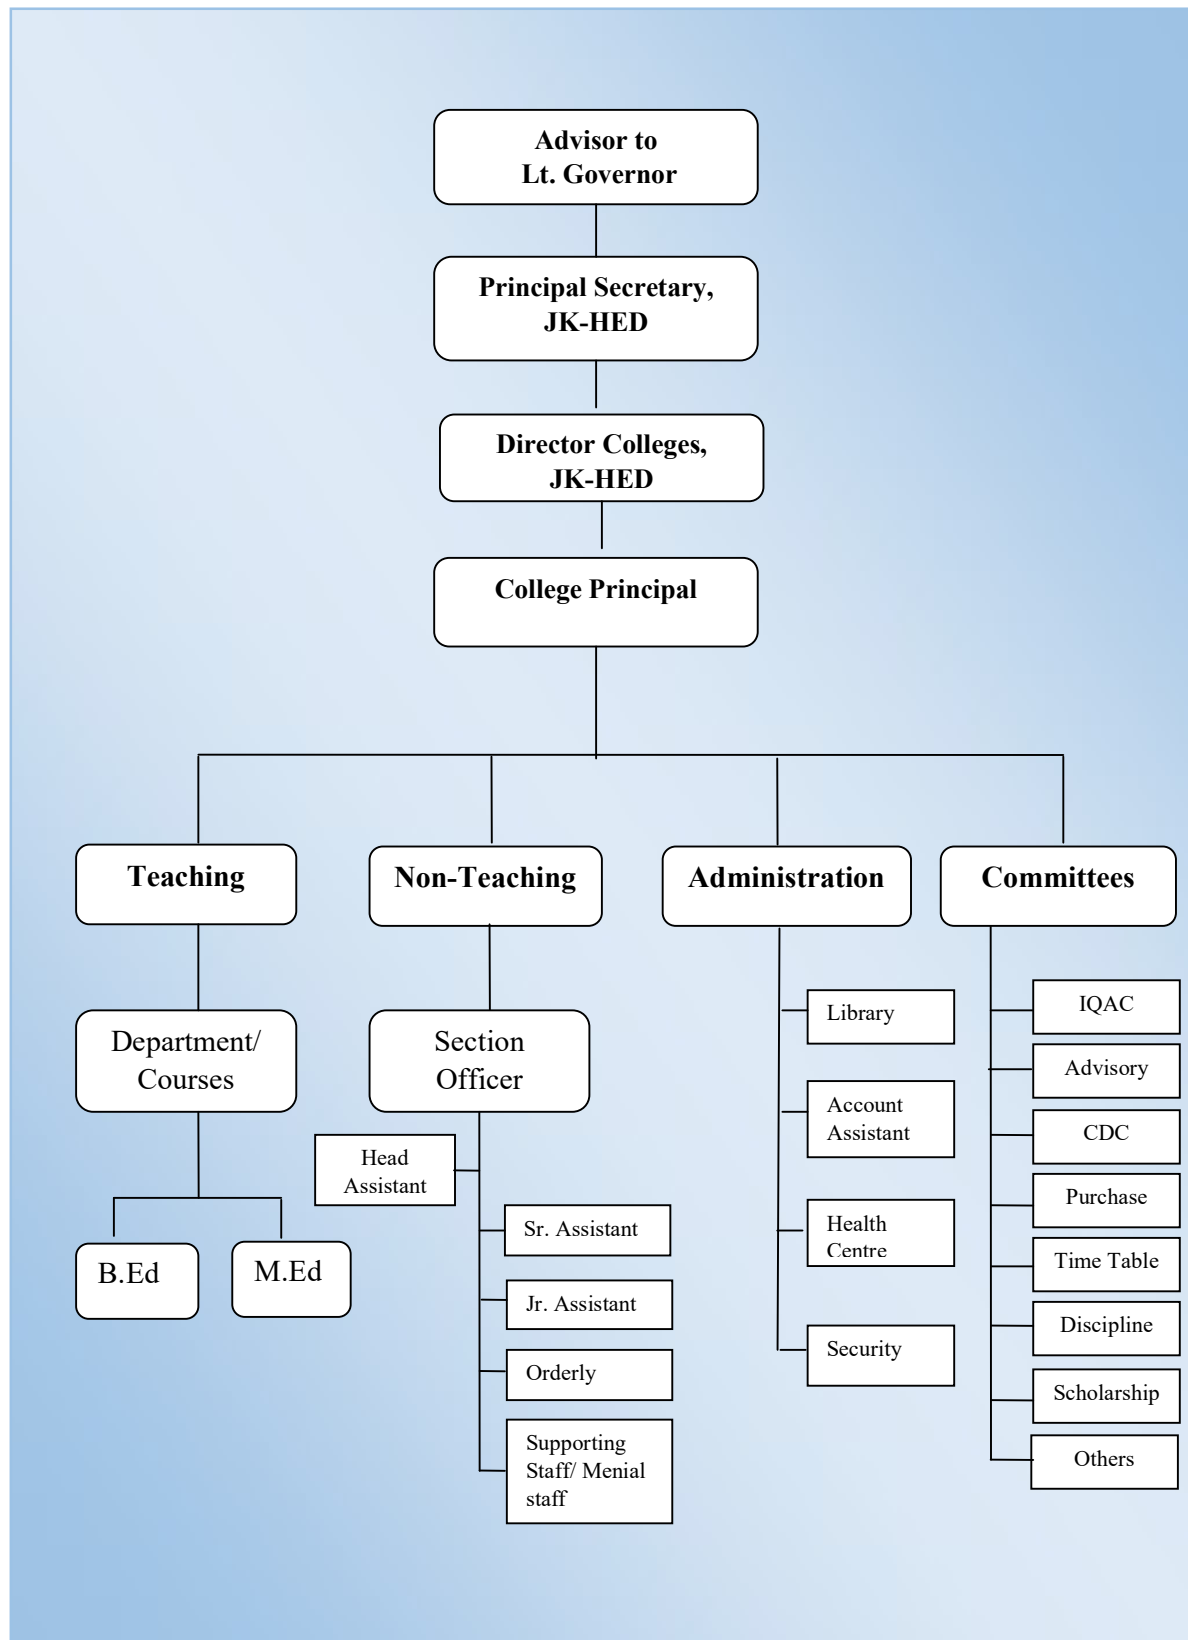 Advisor to
Lt. Governor
Principal Secretary,
JK-HED
Director Colleges,
JK-HED
College Principal
Teaching
Non-Teaching
Administration
Committees
Department/
Courses
B.Ed
M.Ed
Section
Officer
Head
Assistant
Sr. Assistant
Jr. Assistant
Orderly
Supporting
Staff/ Menial
staff
Library
Account
Assistant
Health
Centre
Security
IQAC
Advisory
CDC
Purchase
Time Table
Discipline
Scholarship
Others